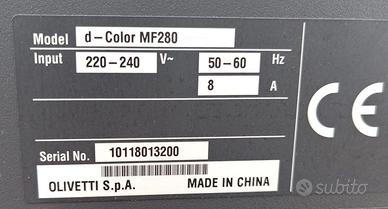 Model d-Color MF280
Input 220-240 V~ 50-60 Hz
8 A
Serial No. 10118013200
OLIVETTI S.p.A. MADE IN CHINA
CE
subito